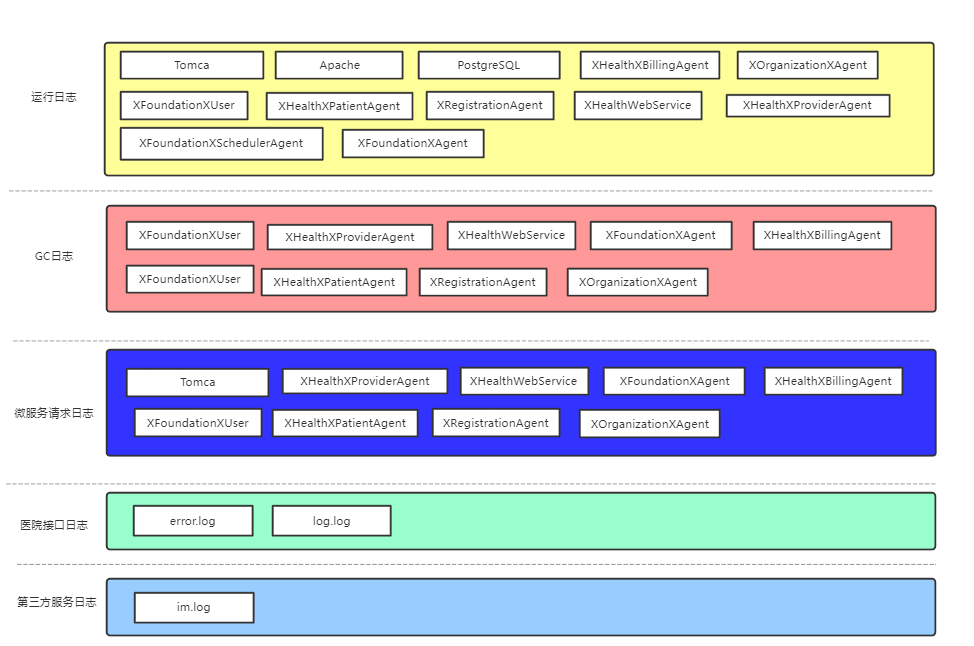 运行日志
Tomca
Apache
PostgreSQL
XHealthXBillingAgent
XOrganizationXAgent
XFoundationXUser
XHealthXPatientAgent
XRegistrationAgent
XHealthWebService
XHealthXProviderAgent
XFoundationXSchedulerAgent
XFoundationXAgent
GC日志
XFoundationXUser
XHealthXProviderAgent
XHealthWebService
XFoundationXAgent
XHealthXBillingAgent
XFoundationXUser
XHealthXPatientAgent
XRegistrationAgent
XOrganizationXAgent
微服务请求日志
Tomca
XHealthXProviderAgent
XHealthWebService
XFoundationXAgent
XHealthXBillingAgent
XFoundationXUser
XHealthXPatientAgent
XRegistrationAgent
XOrganizationXAgent
医院接口日志
error.log
log.log
第三方服务日志
im.log